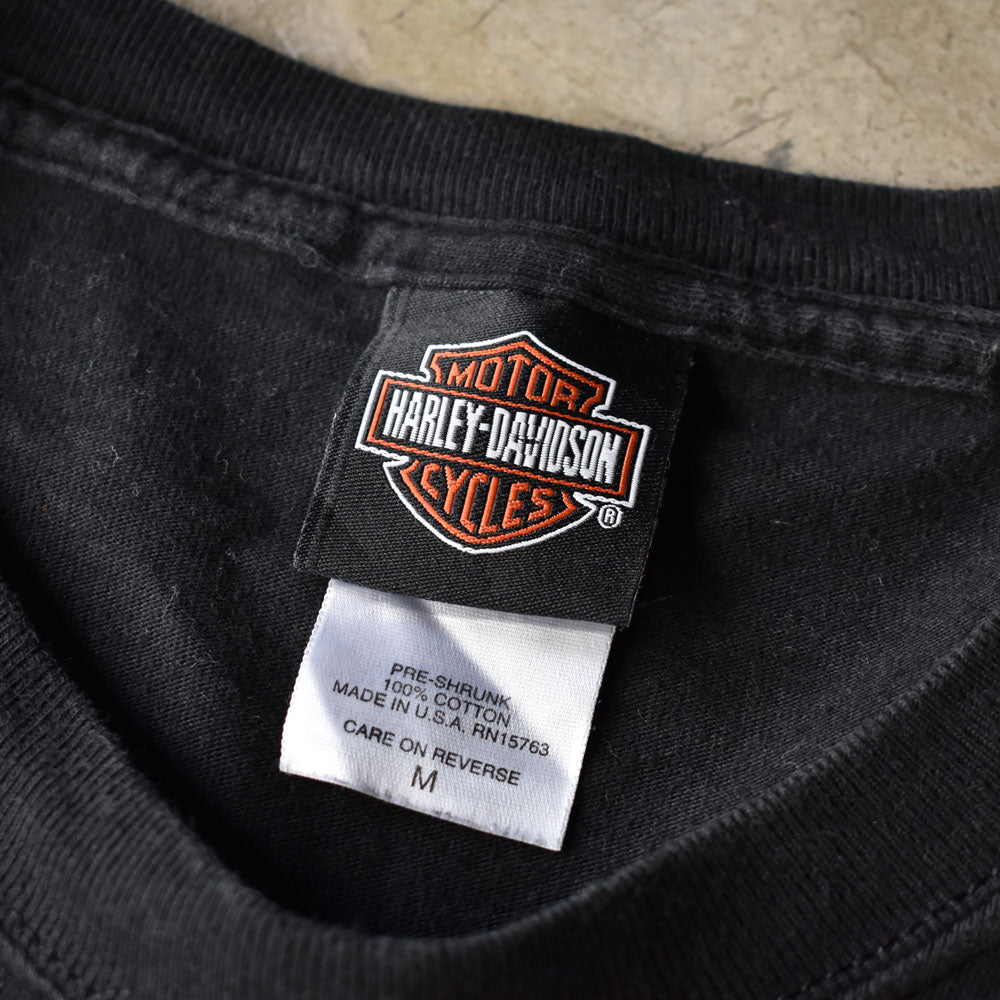 MOTOR
HARLEY-DAVIDSON
CYCLES
®
PRE-SHRUNK
100% COTTON
MADE IN U.S.A. RN15763
CARE ON REVERSE
M